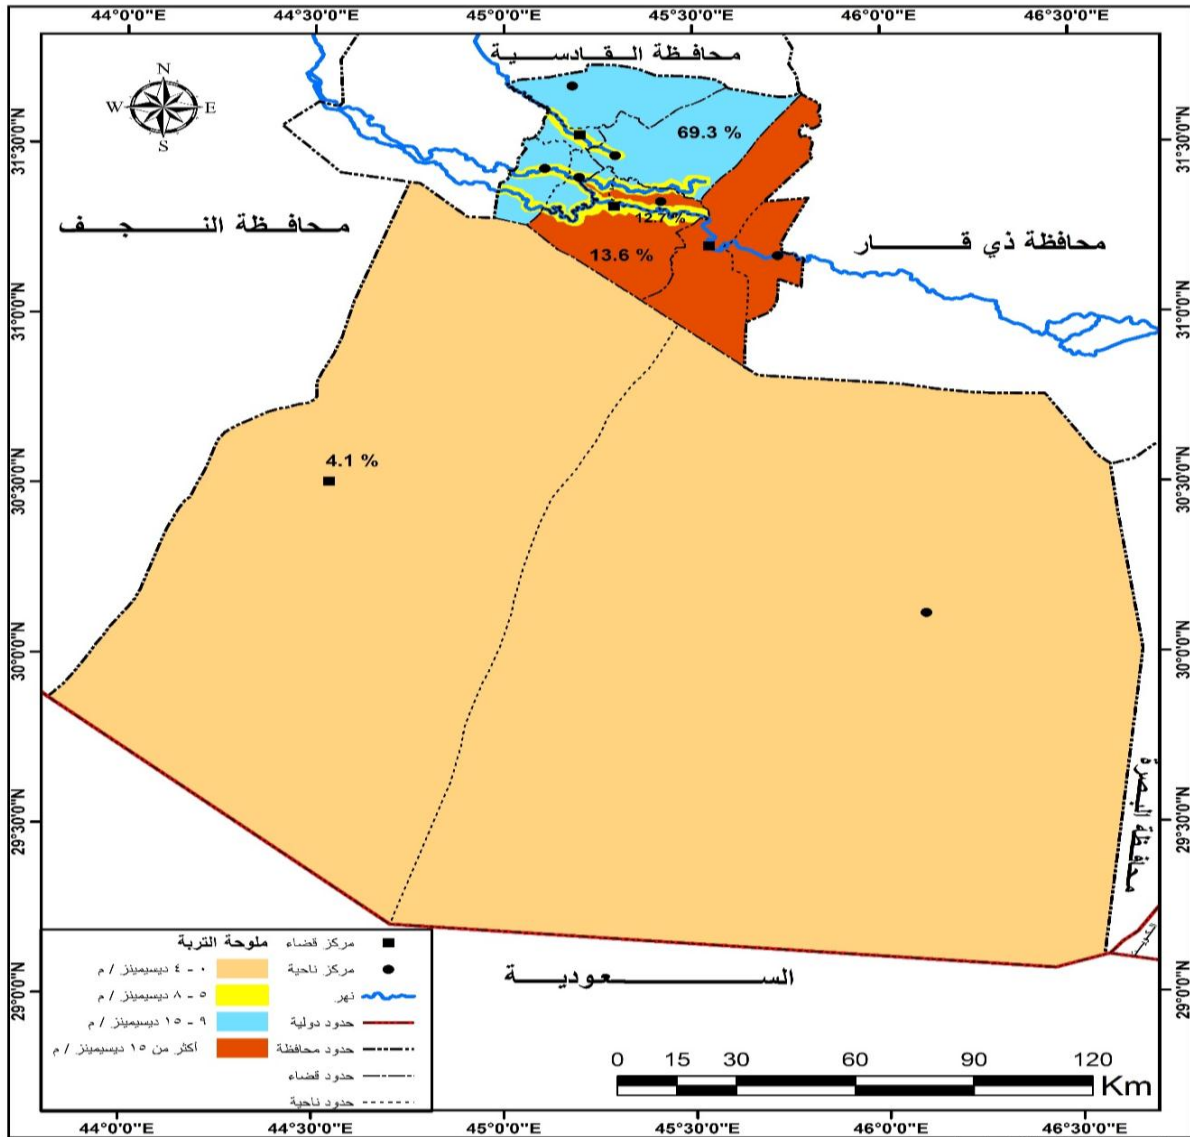 44°0'0"E 44°30'0"E 45°0'0"E 45°30'0"E 46°0'0"E 46°30'0"E
محافظة القادسية
N
W E
S
31°30'0"N 31°30'0"N
69.3 %
محافظة النجف
محافظة ذي قار
12.7 %
13.6 %
31°0'0"N 31°0'0"N
4.1 %
30°30'0"N 30°30'0"N
30°0'0"N 30°0'0"N
محافظة البصرة
29°30'0"N 29°30'0"N
السعودية
29°0'0"N 29°0'0"N
ملوحة التربة
٠ - ٤ ديسيمينز / م
٥ - ٨ ديسيمينز / م
٩ - ١٥ ديسيمينز / م
أكثر من ١٥ ديسيمينز / م
مركز قضاء
مركز ناحية
نهر
حدود دولية
حدود محافظة
حدود قضاء
حدود ناحية
0 15 30 60 90 120
Km
44°0'0"E 44°30'0"E 45°0'0"E 45°30'0"E 46°0'0"E 46°30'0"E